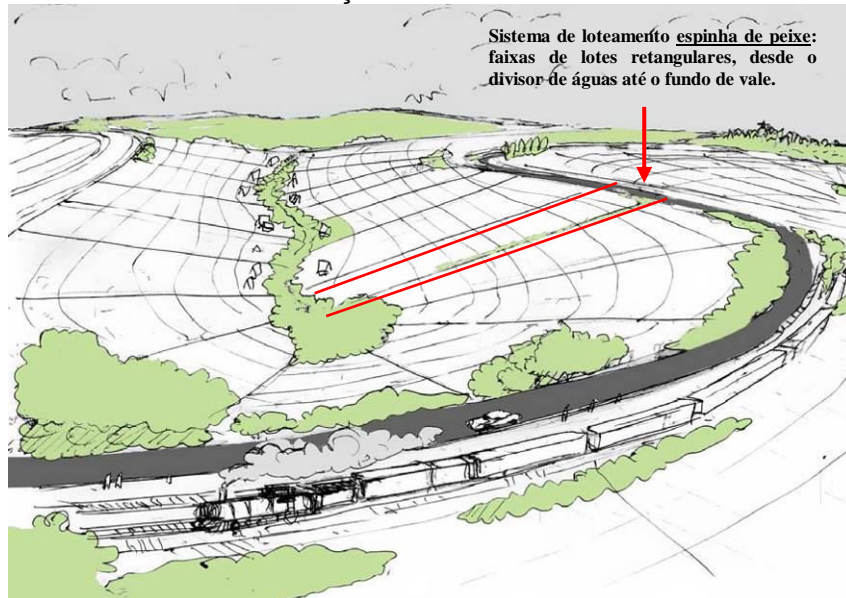 Sistema de loteamento espinha de peixe:
faixas de lotes retangulares, desde o
divisor de águas até o fundo de vale.